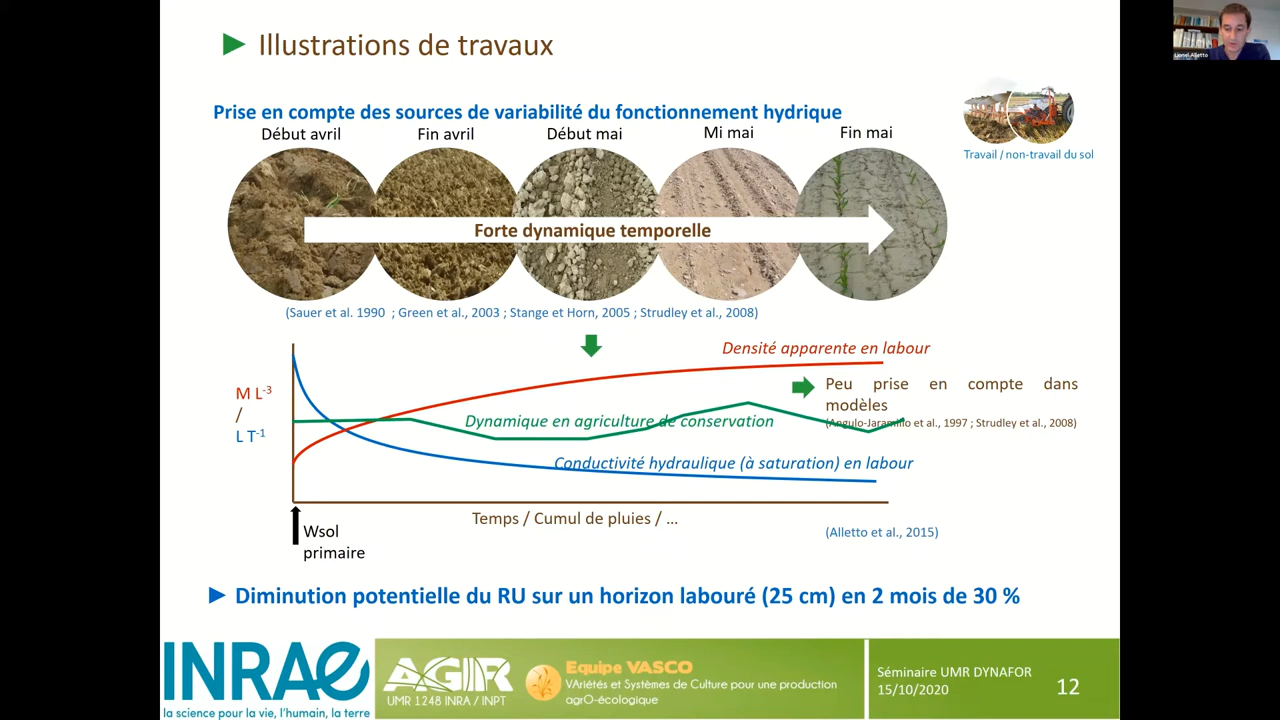 Illustrations de travaux
Lionel Alletto
Prise en compte des sources de variabilité du fonctionnement hydrique
Début avril
Fin avril
Début mai
Mi mai
Fin mai
Travail / non-travail du sol
Forte dynamique temporelle
(Sauer et al. 1990 ; Green et al., 2003 ; Stange et Horn, 2005 ; Strudley et al., 2008)
Densité apparente en labour
M L-3
/
L T-1
Peu prise en compte dans
modèles
(Angulo-Jaramillo et al., 1997 ; Strudley et al., 2008)
Dynamique en agriculture de conservation
Conductivité hydraulique (à saturation) en labour
Temps / Cumul de pluies / ...
(Alletto et al., 2015)
Wsol
primaire
Diminution potentielle du RU sur un horizon labouré (25 cm) en 2 mois de 30 %
INRAE
la science pour la vie, l'humain, la terre
AGIR
UMR 1248 INRA / INPT
Equipe VASCO
VAriétés et Systèmes de Culture pour une production
agrO-écologique
Séminaire UMR DYNAFOR
15/10/2020
12